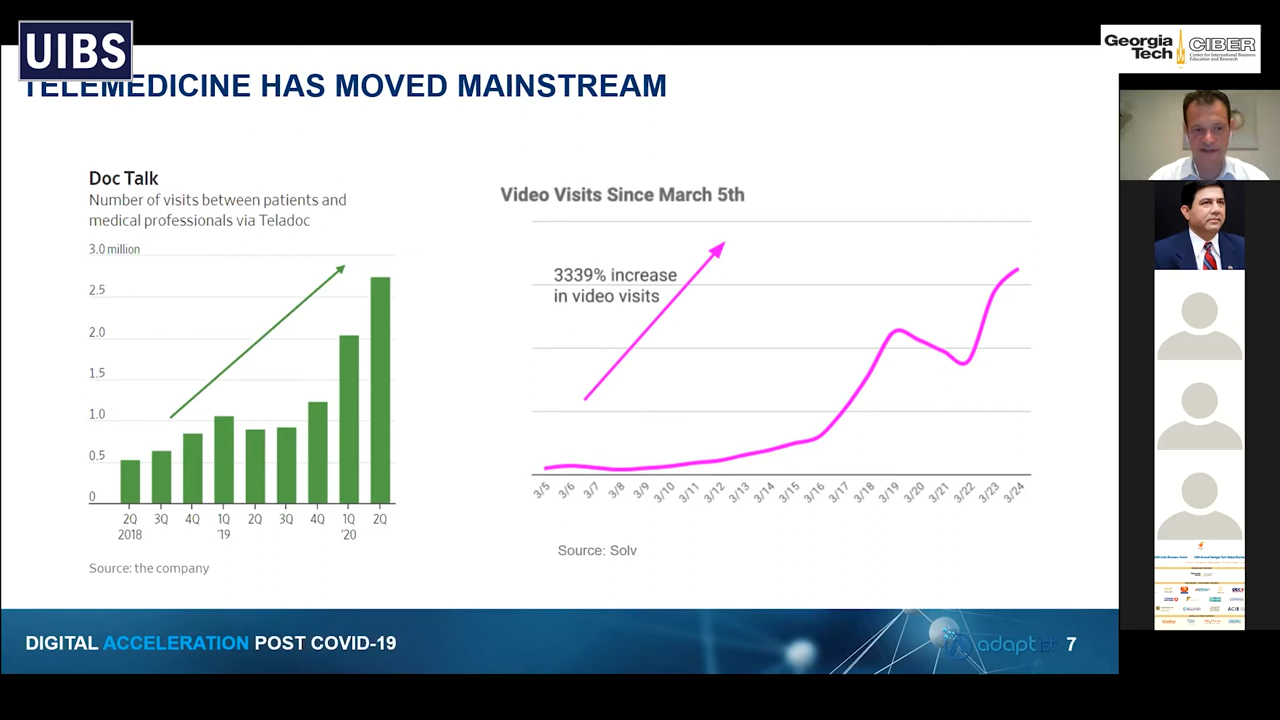 UIBS
Georgia
Tech
CIBER
Center for International Business
Education and Research
TELEMEDICINE HAS MOVED MAINSTREAM
Doc Talk
Number of visits between patients and
medical professionals via Teladoc
3.0 million
2.5
2.0
1.5
1.0
0.5
0
2Q 3Q 4Q 1Q 2Q 3Q 4Q 1Q 2Q
2018 '19 '20
Source: the company
Video Visits Since March 5th
3339% increase
in video visits
3/5 3/6 3/7 3/8 3/9 3/10 3/11 3/12 3/13 3/14 3/15 3/16 3/17 3/18 3/19 3/20 3/21 3/22 3/23 3/24
Source: Solv
DIGITAL ACCELERATION POST COVID-19
adaptist
7